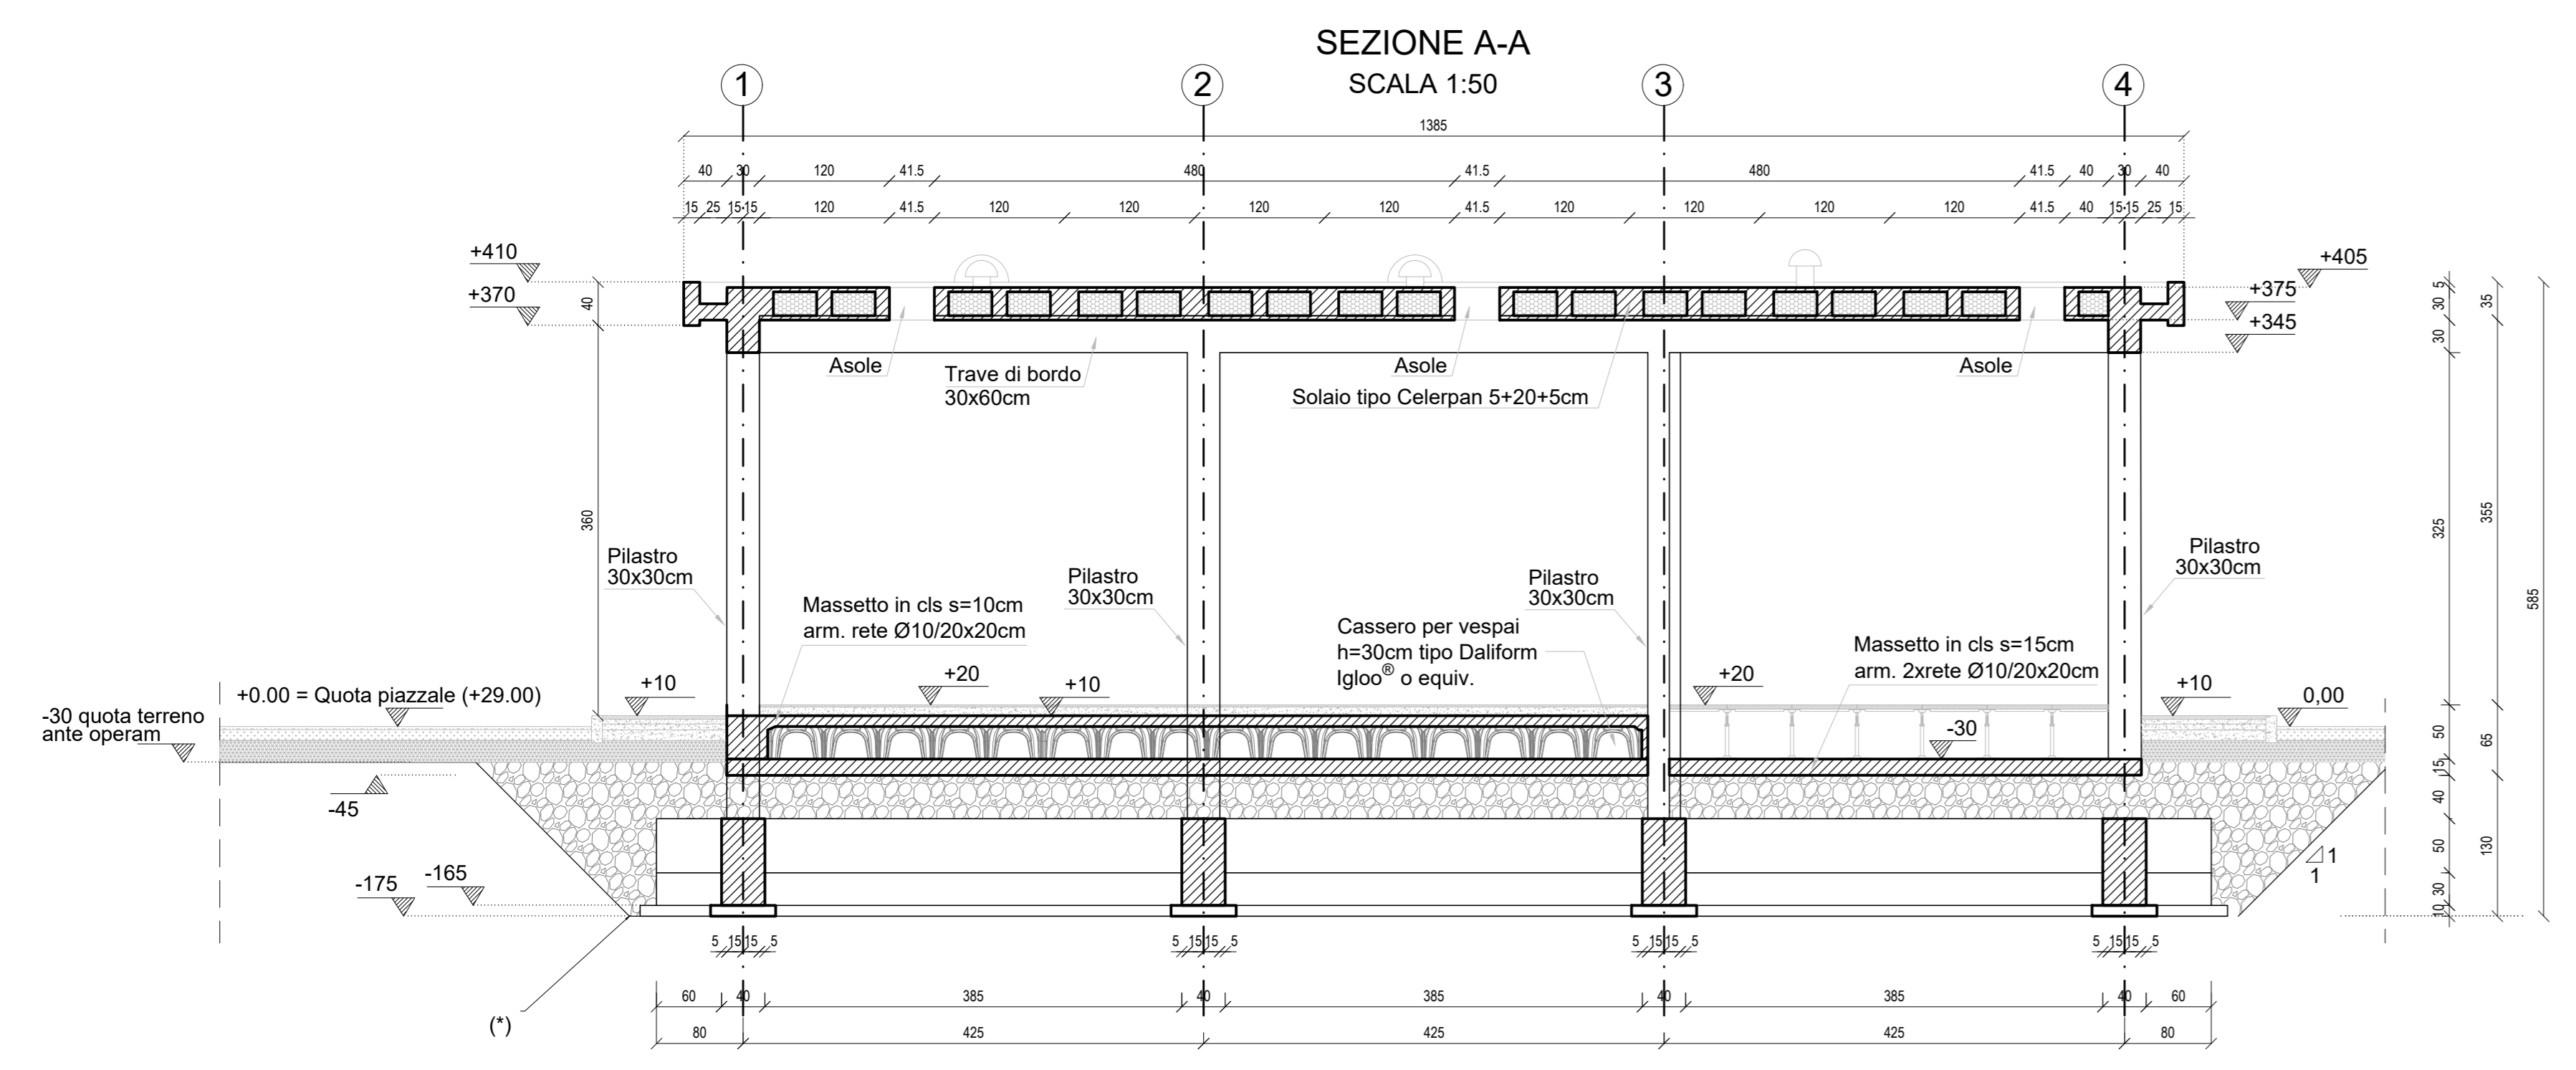 SEZIONE A-A
SCALA 1:50
1 2 3 4
1385
40 30 120 41.5 480 41.5 480 41.5 40 30 40
15 25 15 15 120 41.5 120 120 120 120 41.5 120 120 120 120 41.5 40 15 15 25 15
+410
+370
+405
+375
+345
40
360
5
30
30
35
Asole
Asole
Asole
Trave di bordo
30x60cm
Solaio tipo Celerpan 5+20+5cm
325
355
585
Pilastro
30x30cm
Pilastro
30x30cm
Pilastro
30x30cm
Pilastro
30x30cm
Massetto in cls s=10cm
arm. rete Ø10/20x20cm
Cassero per vespai
h=30cm tipo Daliform
Igloo® o equiv.
Massetto in cls s=15cm
arm. 2xrete Ø10/20x20cm
+0.00 = Quota piazzale (+29.00)
-30 quota terreno
ante operam
+10
+20
+10
+20
-30
+10
0,00
-45
-175
-165
50
15
40
50
30
10
65
130
1
1
5 15 15 5 5 15 15 5 5 15 15 5 5 15 15 5
60 40 385 40 385 40 385 40 60
80 425 425 425 80
(*)